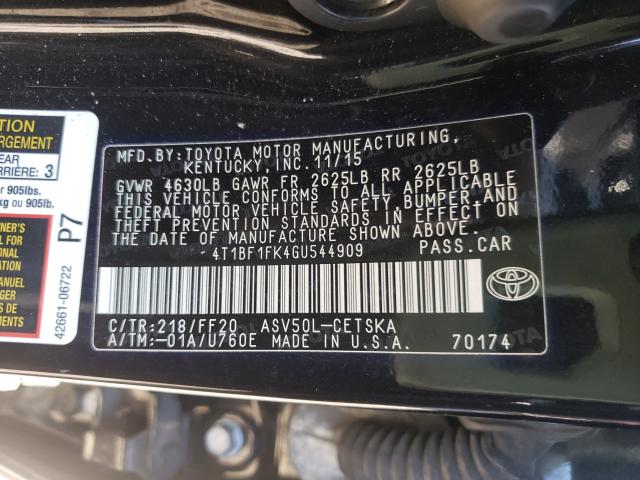 TION
ARGEMENT
EAR
RRIÈRE: 3
r 905lbs.
kg ou 905lb.
P7
42661-06722
MFD.BY:TOYOTA MOTOR MANUFACTURING,
KENTUCKY, INC. 11/15
GVWR 4630LB GAWR FR 2625LB RR 2625LB
THIS VEHICLE CONFORMS TO ALL APPLICABLE
FEDERAL MOTOR VEHICLE SAFETY, BUMPER, AND
THEFT PREVENTION STANDARDS IN EFFECT ON
THE DATE OF MANUFACTURE SHOWN ABOVE.
4T1BF1FK4GU544909 PASS.CAR
C/TR:218/FF20 ASV50L-CETSKA
A/TM:-01A/U760E MADE IN U.S.A. 70174